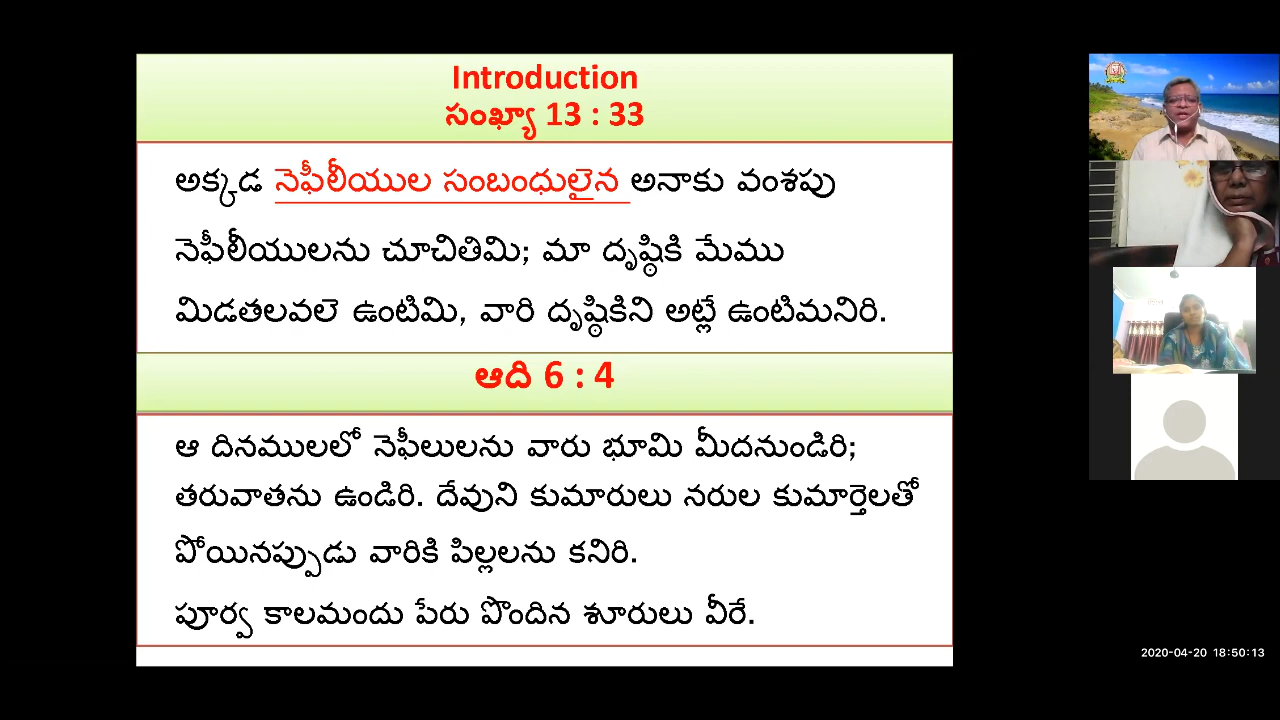 Introduction
సంఖ్యా 13 : 33
అక్కడ నెఫీలీయుల సంబంధులైన అనాకు వంశపు
నెఫీలీయులను చూచితిమి; మా దృష్ఠికి మేము
మిడతలవలె ఉంటిమి, వారి దృష్ఠికిని అట్లే ఉంటిమనిరి.
ఆది 6 : 4
ఆ దినములలో నెఫీలులను వారు భూమి మీదనుండిరి;
తరువాతను ఉండిరి. దేవుని కుమారులు నరుల కుమార్తెలతో
పోయినప్పుడు వారికి పిల్లలను కనిరి.
పూర్వ కాలమందు పేరు పొందిన శూరులు వీరే.
2020-04-20 18:50:13